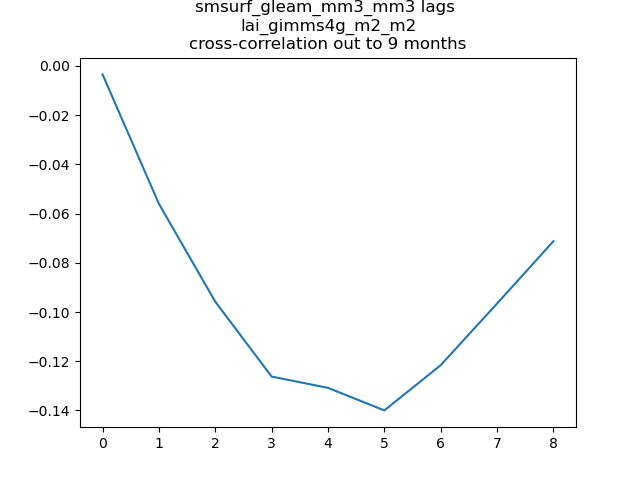 smsurf_gleam_mm3_mm3 lags
lai_gimms4g_m2_m2
cross-correlation out to 9 months
0.00
−0.02
−0.04
−0.06
−0.08
−0.10
−0.12
−0.14
0 1 2 3 4 5 6 7 8